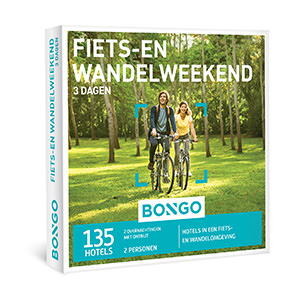 FIETS-EN WANDELWEEKEND
3 DAGEN
FIETS-EN
WANDELWEEKEND
3 DAGEN
BONGO
135
HOTELS
2 OVERNACHTINGEN
MET ONTBIJT
2 PERSONEN
HOTELS IN EEN FIETS-
EN WANDELOMGEVING
BONGO